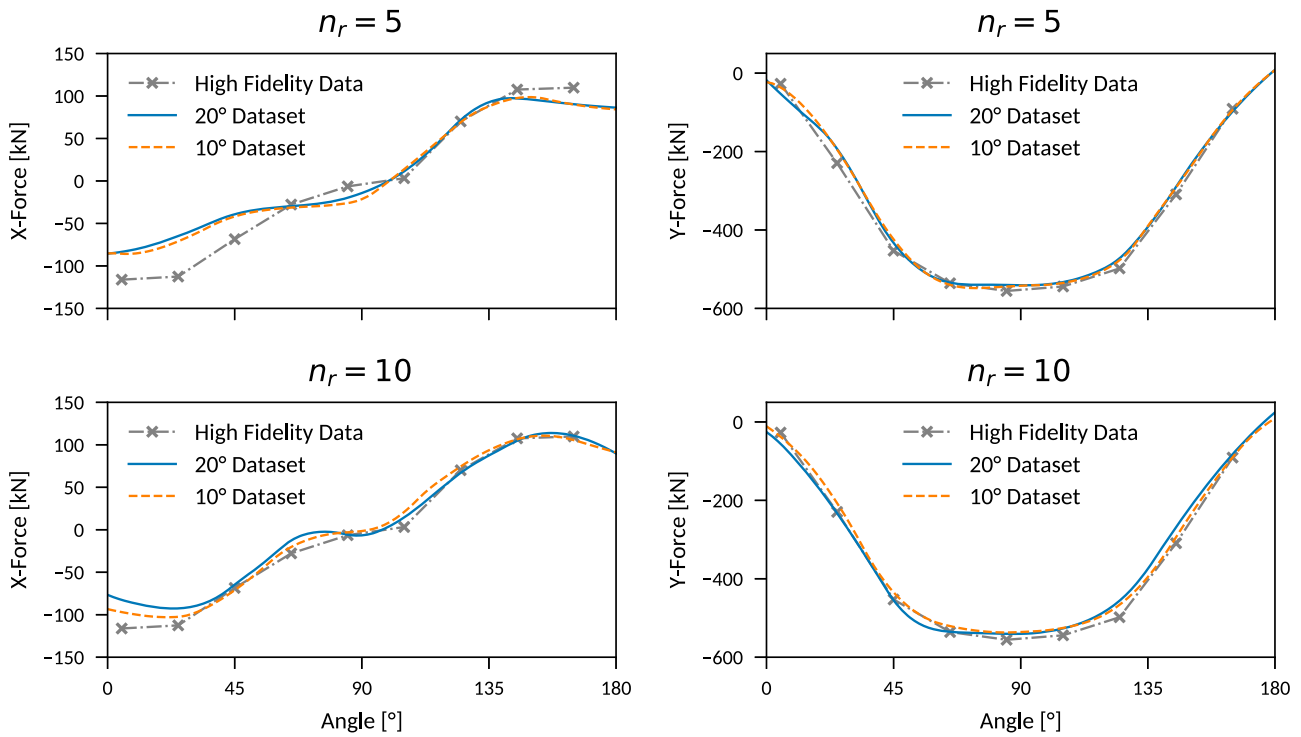 n_r = 5
X-Force [kN]
150
100
50
0
−50
−100
−150
High Fidelity Data
20° Dataset
10° Dataset
n_r = 5
Y-Force [kN]
0
−200
−400
−600
High Fidelity Data
20° Dataset
10° Dataset
n_r = 10
X-Force [kN]
150
100
50
0
−50
−100
−150
High Fidelity Data
20° Dataset
10° Dataset
0 45 90 135 180
Angle [°]
n_r = 10
Y-Force [kN]
0
−200
−400
−600
High Fidelity Data
20° Dataset
10° Dataset
0 45 90 135 180
Angle [°]